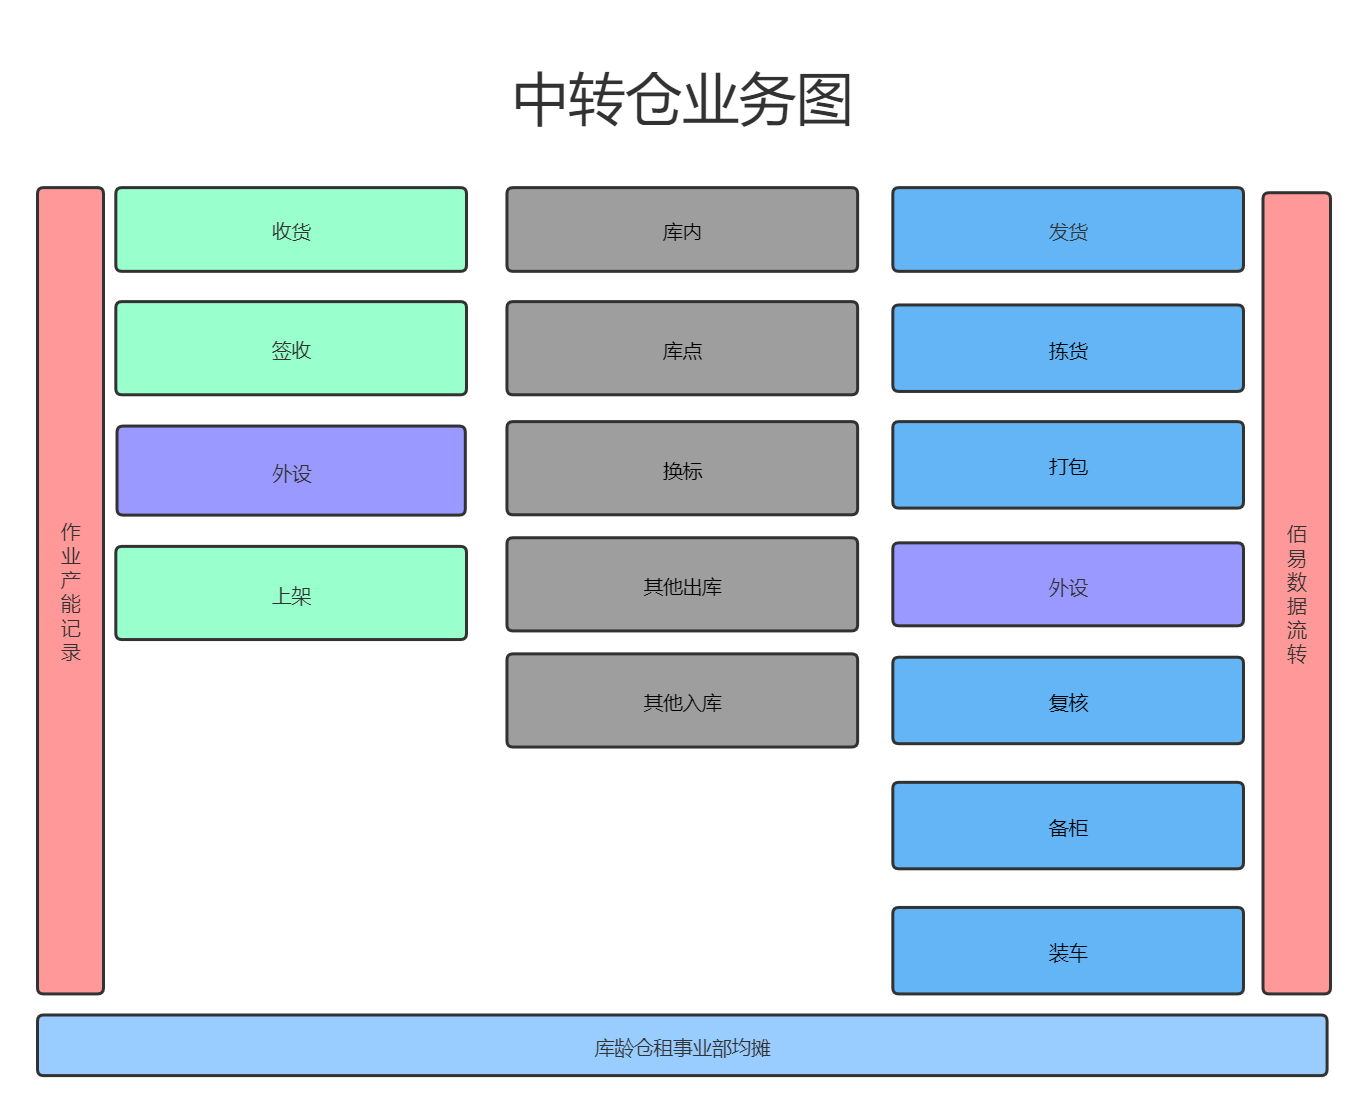 中转仓业务图
作业产能记录
收货
签收
外设
上架
库内
库点
换标
其他出库
其他入库
发货
拣货
打包
外设
复核
备柜
装车
佰易数据流转
库龄仓租事业部均摊